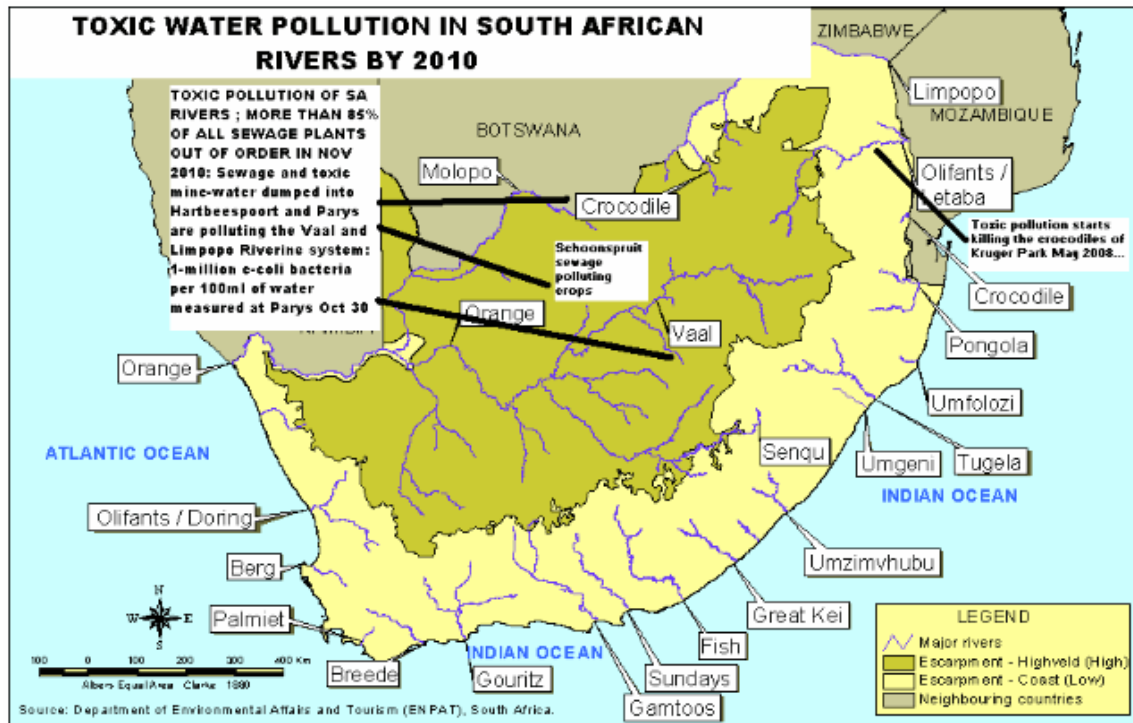 TOXIC WATER POLLUTION IN SOUTH AFRICAN
RIVERS BY 2010
TOXIC POLLUTION OF SA
RIVERS ; MORE THAN 85%
OF ALL SEWAGE PLANTS
OUT OF ORDER IN NOV
2010: Sewage and toxic
mine-water dumped into
Hartbeespoort and Parys
are polluting the Vaal and
Limpopo Riverine system:
1-million e-coli bacteria
per 100ml of water
measured at Parys Oct 30
ZIMBABWE
Limpopo
MOZAMBIQUE
BOTSWANA
Molopo
Crocodile
Olifants /
Letaba
Toxic pollution starts
killing the crocodiles of
Kruger Park May 2008...
Schoonspruit
sewage
polluting
crops
Crocodile
Orange
Vaal
Pongola
Orange
Umfolozi
ATLANTIC OCEAN
Senqu
Umgeni
Tugela
INDIAN OCEAN
Olifants / Doring
Umzimvhubu
Berg
Great Kei
N
W
E
S
Palmiet
Fish
Breede
INDIAN OCEAN
Gouritz
Sundays
Gamtoos
LEGEND
Major rivers
Escarpment - Highveld (High)
Escarpment - Coast (Low)
Neighbouring countries
100 0 100 200 300 400 Km
Albers Equal Area Clarke 1880
Source: Department of Environmental Affairs and Tourism (ENPAT), South Africa.